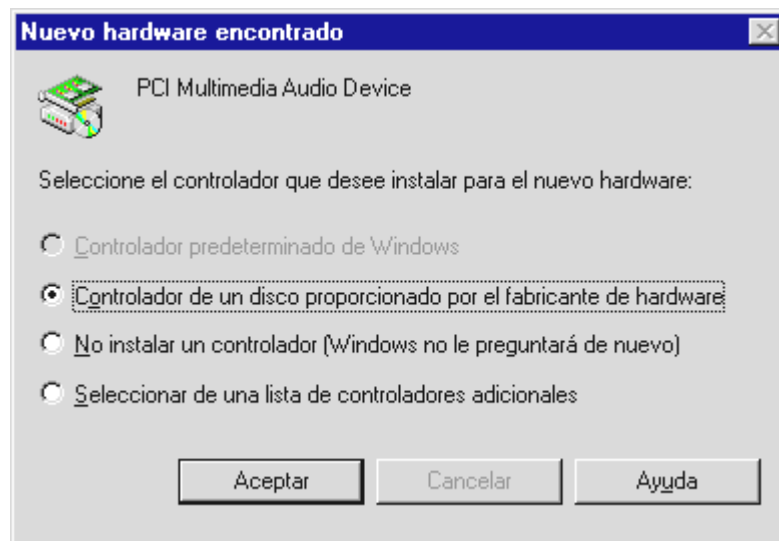 Nuevo hardware encontrado
PCI Multimedia Audio Device
Seleccione el controlador que desee instalar para el nuevo hardware:
Controlador predeterminado de Windows
Controlador de un disco proporcionado por el fabricante de hardware
No instalar un controlador (Windows no le preguntará de nuevo)
Seleccionar de una lista de controladores adicionales
Aceptar Cancelar Ayuda